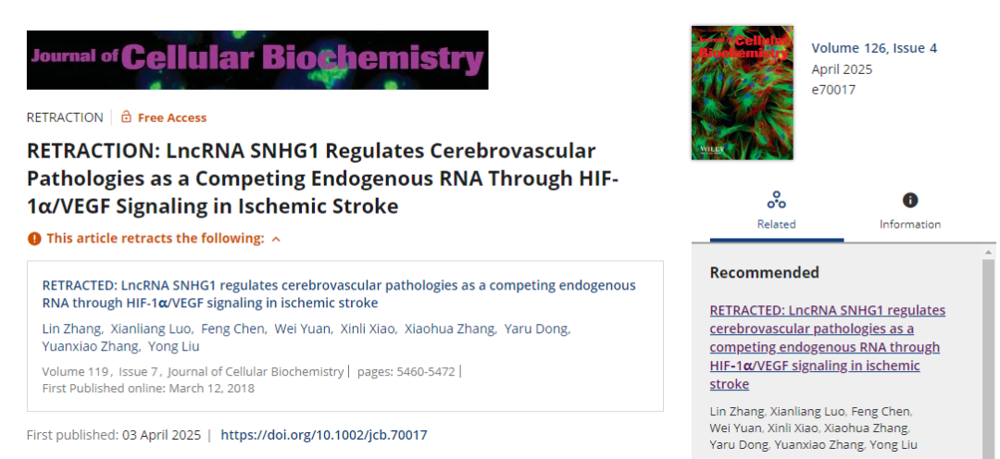 Journal of Cellular Biochemistry
RETRACTION
Free Access
RETRACTION: LncRNA SNHG1 Regulates Cerebrovascular
Pathologies as a Competing Endogenous RNA Through HIF-
1α/VEGF Signaling in Ischemic Stroke
This article retracts the following:
RETRACTED: LncRNA SNHG1 regulates cerebrovascular pathologies as a competing endogenous
RNA through HIF-1α/VEGF signaling in ischemic stroke
Lin Zhang, Xianliang Luo, Feng Chen, Wei Yuan, Xinli Xiao, Xiaohua Zhang, Yaru Dong,
Yuanxiao Zhang, Yong Liu
Volume 119, Issue 7, Journal of Cellular Biochemistry | pages: 5460-5472 |
First Published online: March 12, 2018
First published: 03 April 2025 | https://doi.org/10.1002/jcb.70017
Journal of Cellular
Biochemistry
WILEY
Volume 126, Issue 4
April 2025
e70017
Related
Information
Recommended
RETRACTED: LncRNA SNHG1 regulates
cerebrovascular pathologies as a
competing endogenous RNA through
HIF-1α/VEGF signaling in ischemic
stroke
Lin Zhang, Xianliang Luo, Feng Chen,
Wei Yuan, Xinli Xiao, Xiaohua Zhang,
Yaru Dong, Yuanxiao Zhang, Yong Liu